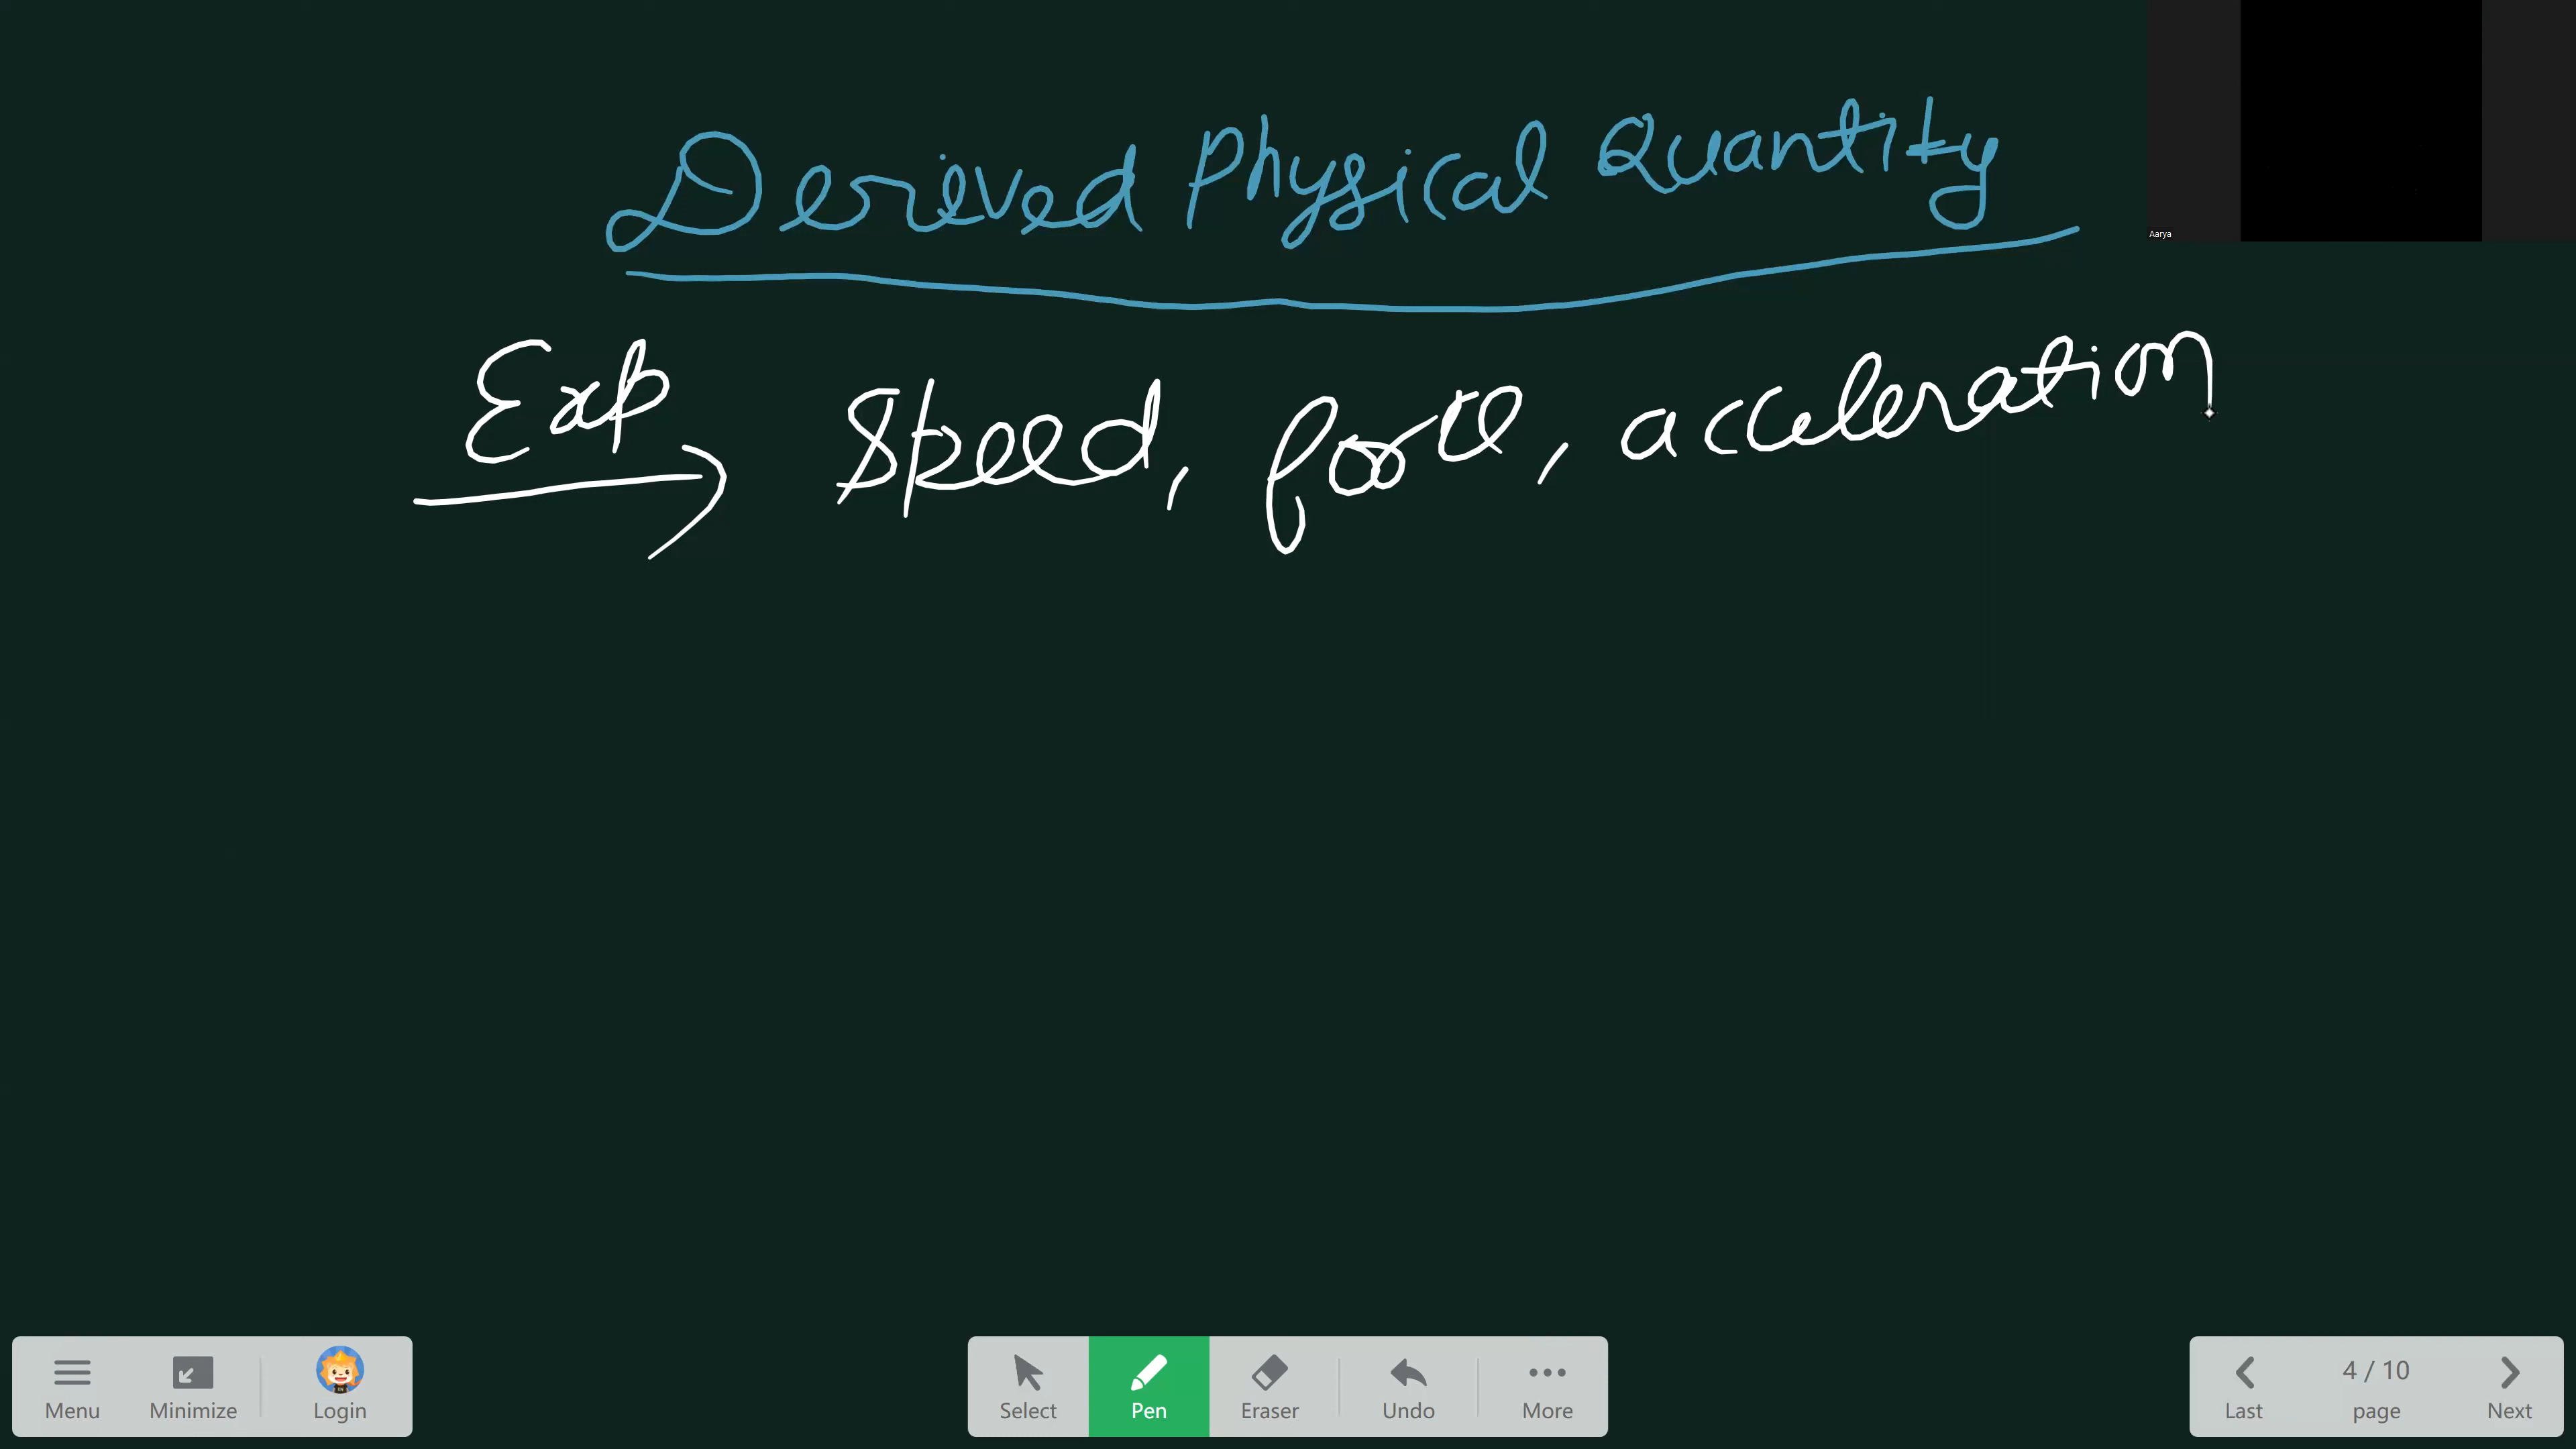 Derieved Physical Quantity
Aarya
Exp
Speed, force, acceleration
Menu Minimize Login Select Pen Eraser Undo More Last 4 / 10 page Next